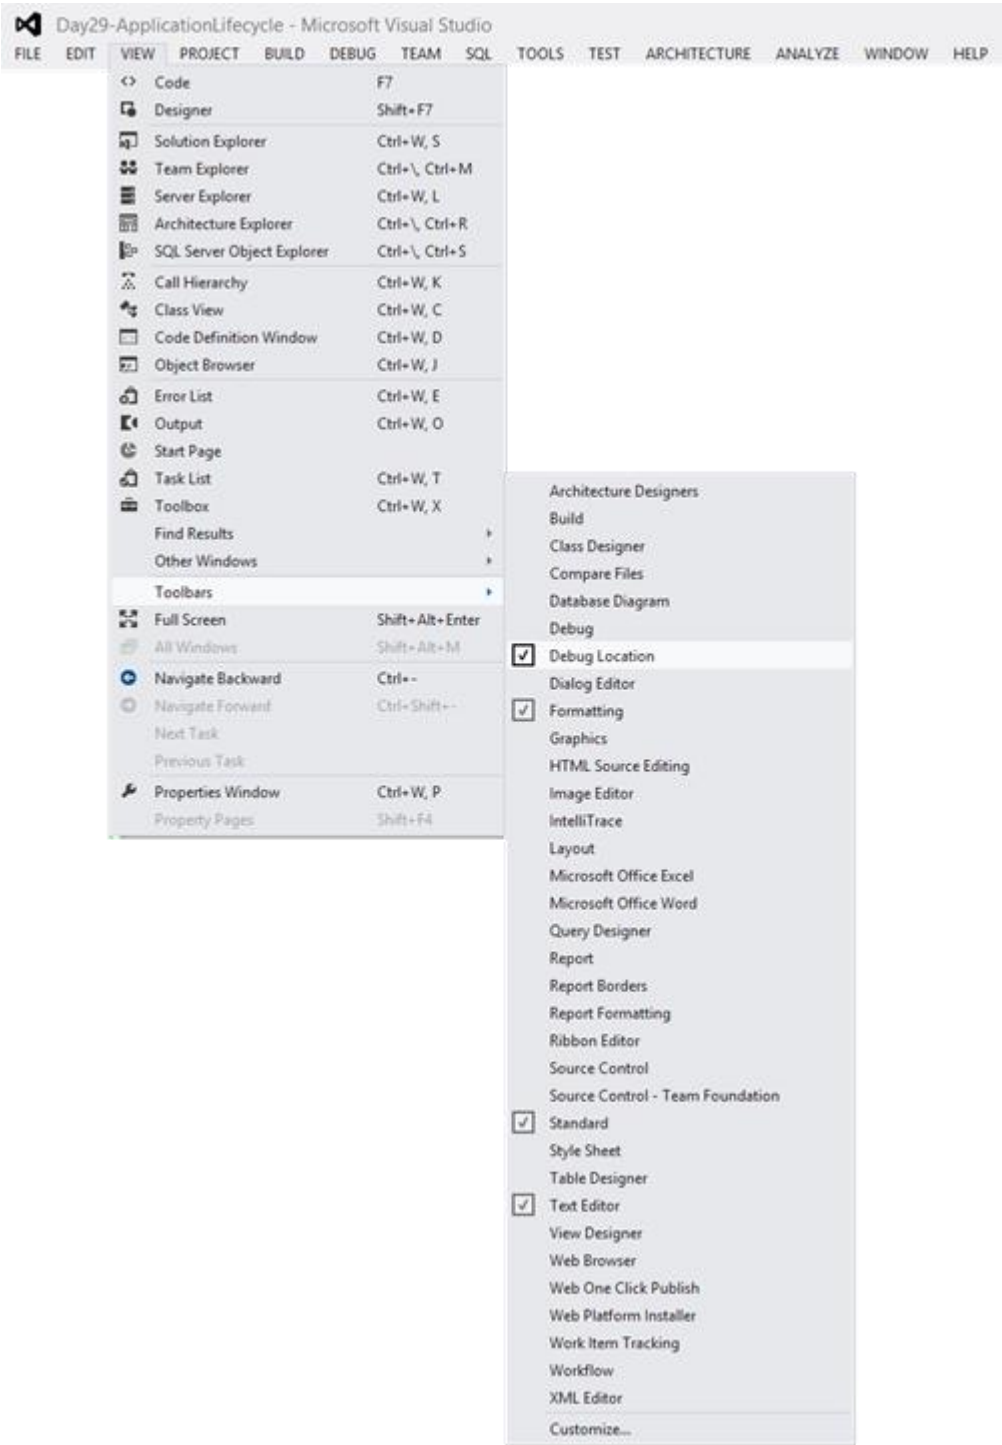 Day29-ApplicationLifecycle - Microsoft Visual Studio
FILE EDIT VIEW PROJECT BUILD DEBUG TEAM SQL TOOLS TEST ARCHITECTURE ANALYZE WINDOW HELP
Code F7
Designer Shift+F7
Solution Explorer Ctrl+W, S
Team Explorer Ctrl+\, Ctrl+M
Server Explorer Ctrl+W, L
Architecture Explorer Ctrl+\, Ctrl+R
SQL Server Object Explorer Ctrl+\, Ctrl+S
Call Hierarchy Ctrl+W, K
Class View Ctrl+W, C
Code Definition Window Ctrl+W, D
Object Browser Ctrl+W, J
Error List Ctrl+W, E
Output Ctrl+W, O
Start Page
Task List Ctrl+W, T
Toolbox Ctrl+W, X
Find Results
Other Windows
Toolbars
Full Screen Shift+Alt+Enter
All Windows Shift+Alt+M
Navigate Backward Ctrl+-
Navigate Forward Ctrl+Shift+-
Next Task
Previous Task
Properties Window Ctrl+W, P
Property Pages Shift+F4
Architecture Designers
Build
Class Designer
Compare Files
Database Diagram
Debug
Debug Location
Dialog Editor
Formatting
Graphics
HTML Source Editing
Image Editor
IntelliTrace
Layout
Microsoft Office Excel
Microsoft Office Word
Query Designer
Report
Report Borders
Report Formatting
Ribbon Editor
Source Control
Source Control - Team Foundation
Standard
Style Sheet
Table Designer
Text Editor
View Designer
Web Browser
Web One Click Publish
Web Platform Installer
Work Item Tracking
Workflow
XML Editor
Customize...